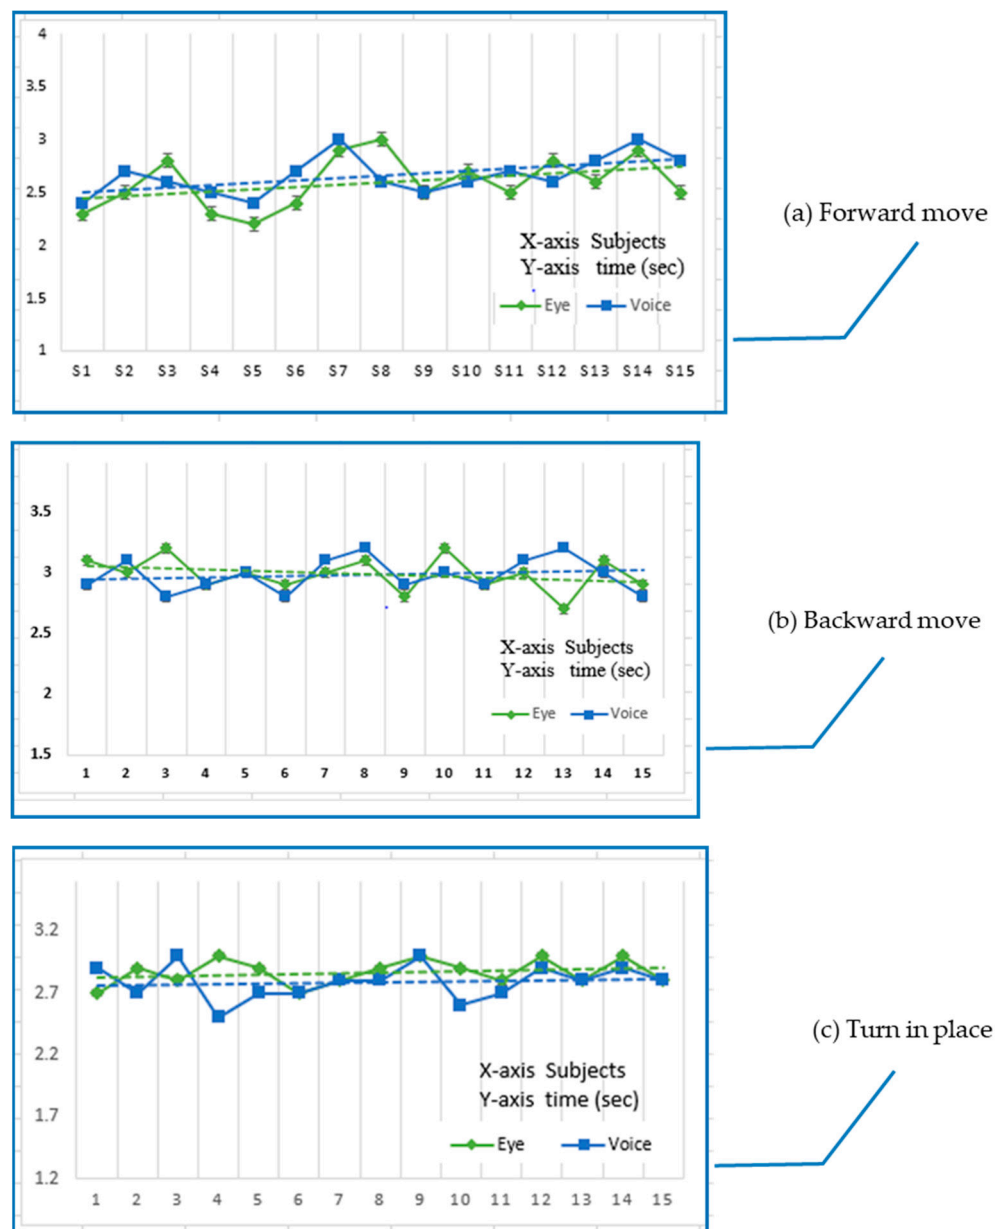 4
3.5
3
2.5
2
1.5
1
X-axis Subjects
Y-axis time (sec)
Eye Voice
S1 S2 S3 S4 S5 S6 S7 S8 S9 S10 S11 S12 S13 S14 S15
(a) Forward move
3.5
3
2.5
2
1.5
X-axis Subjects
Y-axis time (sec)
Eye Voice
1 2 3 4 5 6 7 8 9 10 11 12 13 14 15
(b) Backward move
3.2
2.7
2.2
1.7
1.2
X-axis Subjects
Y-axis time (sec)
Eye Voice
1 2 3 4 5 6 7 8 9 10 11 12 13 14 15
(c) Turn in place